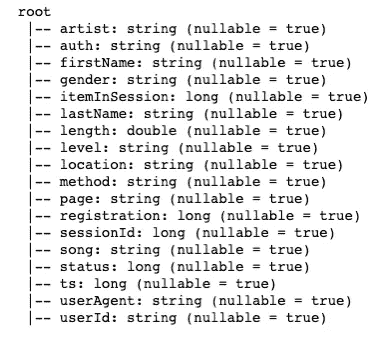 root
 |-- artist: string (nullable = true)
 |-- auth: string (nullable = true)
 |-- firstName: string (nullable = true)
 |-- gender: string (nullable = true)
 |-- itemInSession: long (nullable = true)
 |-- lastName: string (nullable = true)
 |-- length: double (nullable = true)
 |-- level: string (nullable = true)
 |-- location: string (nullable = true)
 |-- method: string (nullable = true)
 |-- page: string (nullable = true)
 |-- registration: long (nullable = true)
 |-- sessionId: long (nullable = true)
 |-- song: string (nullable = true)
 |-- status: long (nullable = true)
 |-- ts: long (nullable = true)
 |-- userAgent: string (nullable = true)
 |-- userId: string (nullable = true)